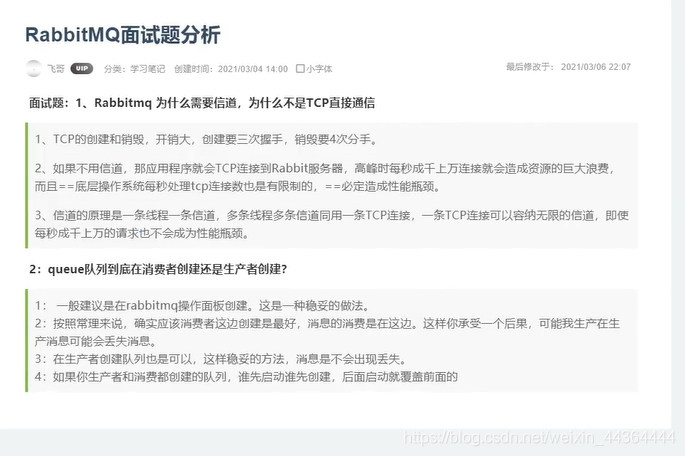 RabbitMQ面试题分析
飞哥 VIP 分类：学习笔记 创建时间：2021/03/04 14:00 小字体 最后修改于： 2021/03/06 22:07
面试题：1、Rabbitmq 为什么需要信道，为什么不是TCP直接通信
1、TCP的创建和销毁，开销大，创建要三次握手，销毁要4次分手。
2、如果不用信道，那应用程序就会TCP连接到Rabbit服务器，高峰时每秒成千上万连接就会造成资源的巨大浪费，
而且==底层操作系统每秒处理tcp连接数也是有限制的，==必定造成性能瓶颈。
3、信道的原理是一条线程一条信道，多条线程多条信道同用一条TCP连接，一条TCP连接可以容纳无限的信道，即使
每秒成千上万的请求也不会成为性能瓶颈。
2：queue队列到底在消费者创建还是生产者创建？
1： 一般建议是在rabbitmq操作面板创建。这是一种稳妥的做法。
2：按照常理来说，确实应该消费者这边创建是最好，消息的消费是在这边。这样你承受一个后果，可能我生产在生
产消息可能会丢失消息。
3：在生产者创建队列也是可以，这样稳妥的方法，消息是不会出现丢失。
4：如果你生产者和消费都创建的队列，谁先启动谁先创建，后面启动就覆盖前面的
https://blog.csdn.net/weixin_44364444